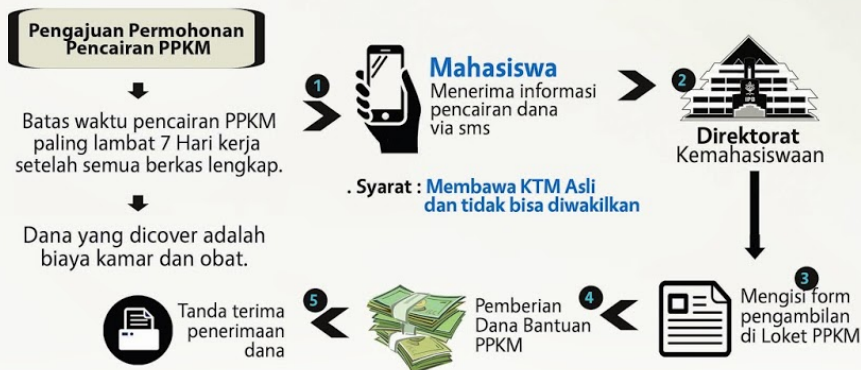 Pengajuan Permohonan
Pencairan PPKM
Batas waktu pencairan PPKM
paling lambat 7 Hari kerja
setelah semua berkas lengkap.
Dana yang dicover adalah
biaya kamar dan obat.
1
Mahasiswa
Menerima informasi
pencairan dana
via sms
. Syarat : Membawa KTM Asli
dan tidak bisa diwakilkan
2
Direktorat
Kemahasiswaan
3
Mengisi form
pengambilan
di Loket PPKM
4
Pemberian
Dana Bantuan
PPKM
5
Tanda terima
penerimaan
dana